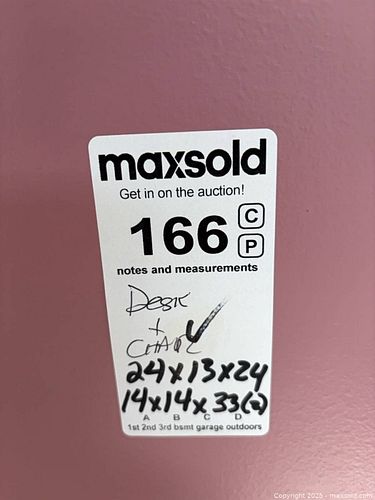 maxsold
Get in on the auction!
166 C
P
notes and measurements
Desk
+
CHAIR ✓
24x13x24
14x14x33(2)
A B C D
1st 2nd 3rd bsmt garage outdoors
Copyright 2025 - maxsold.com